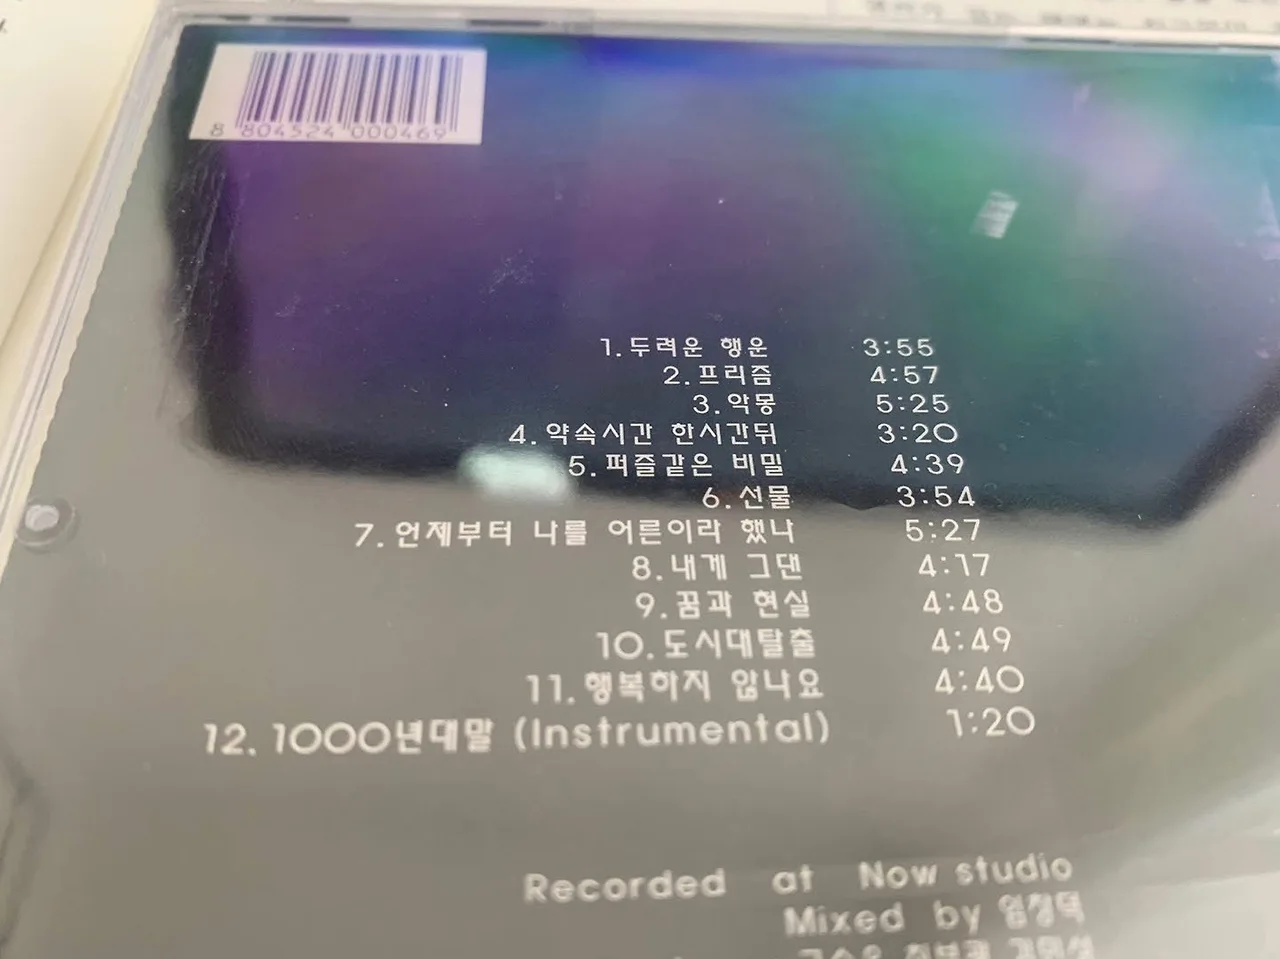 8 804524 000469
1.두려운 행운 3:55
2.프리즘 4:57
3.악몽 5:25
4.약속시간 한시간뒤 3:20
5.퍼즐같은 비밀 4:39
6.선물 3:54
7.언제부터 나를 어른이라 했나 5:27
8.내게 그댄 4:17
9.꿈과 현실 4:48
10.도시대탈출 4:49
11.행복하지 않나요 4:40
12.1000년대말 (Instrumental) 1:20
Recorded at Now studio
Mixed by